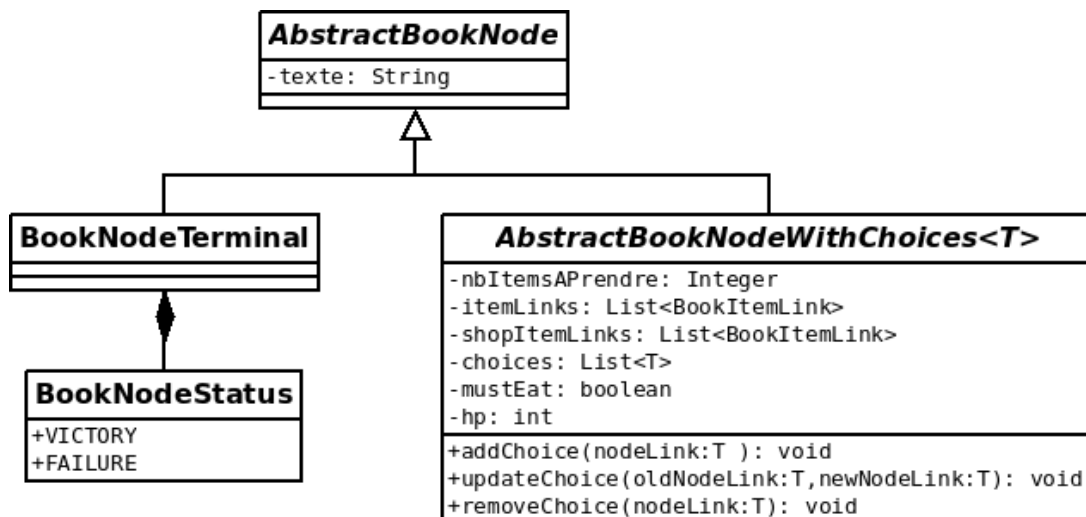 AbstractBookNode
-texte: String
BookNodeTerminal
BookNodeStatus
+VICTORY
+FAILURE
AbstractBookNodeWithChoices<T>
-nbItemsAPrendre: Integer
-itemLinks: List<BookItemLink>
-shopItemLinks: List<BookItemLink>
-choices: List<T>
-mustEat: boolean
-hp: int
+addChoice(nodeLink:T ): void
+updateChoice(oldNodeLink:T,newNodeLink:T): void
+removeChoice(nodeLink:T): void